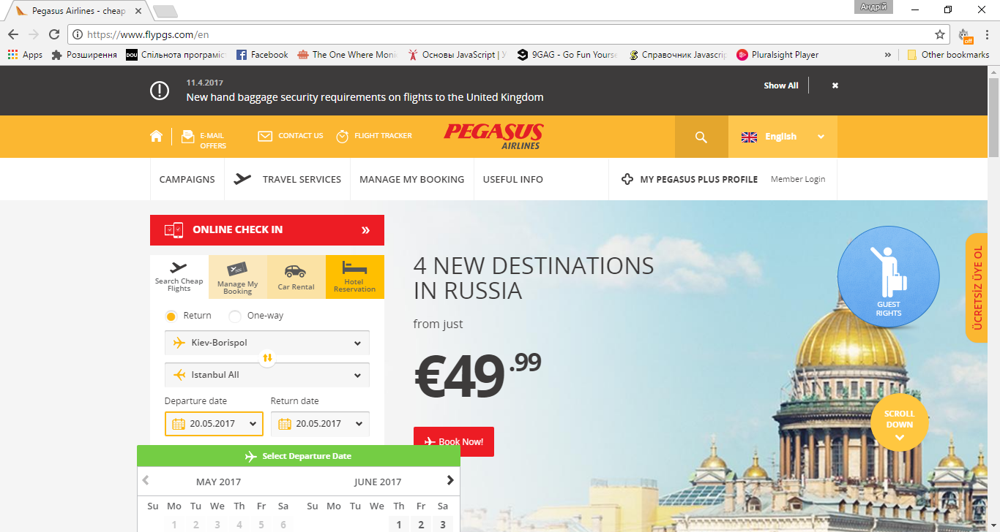 Pegasus Airlines - cheap
Андрій
https://www.flypgs.com/en
Apps
Розширення
DOU
Спільнота програміс
Facebook
The One Where Moni
Основы JavaScript | У
9GAG - Go Fun Yourse
Справочник Javascrip
Pluralsight Player
»
Other bookmarks
off
11.4.2017
New hand baggage security requirements on flights to the United Kingdom
Show All
E-MAIL
OFFERS
CONTACT US
FLIGHT TRACKER
PEGASUS
AIRLINES
English
CAMPAIGNS
TRAVEL SERVICES
MANAGE MY BOOKING
USEFUL INFO
MY PEGASUS PLUS PROFILE
Member Login
ONLINE CHECK IN
»
Search Cheap
Flights
Manage My
Booking
Car Rental
Hotel
Reservation
Return
One-way
Kiev-Borispol
Istanbul All
Departure date
Return date
20.05.2017
20.05.2017
4 NEW DESTINATIONS
IN RUSSIA
from just
€49.99
Book Now!
GUEST
RIGHTS
ÜCRETSİZ ÜYE OL
SCROLL
DOWN
Select Departure Date
MAY 2017
JUNE 2017
Su Mo Tu We Th Fr Sa
Su Mo Tu We Th Fr Sa
1 2 3 4 5 6
1 2 3